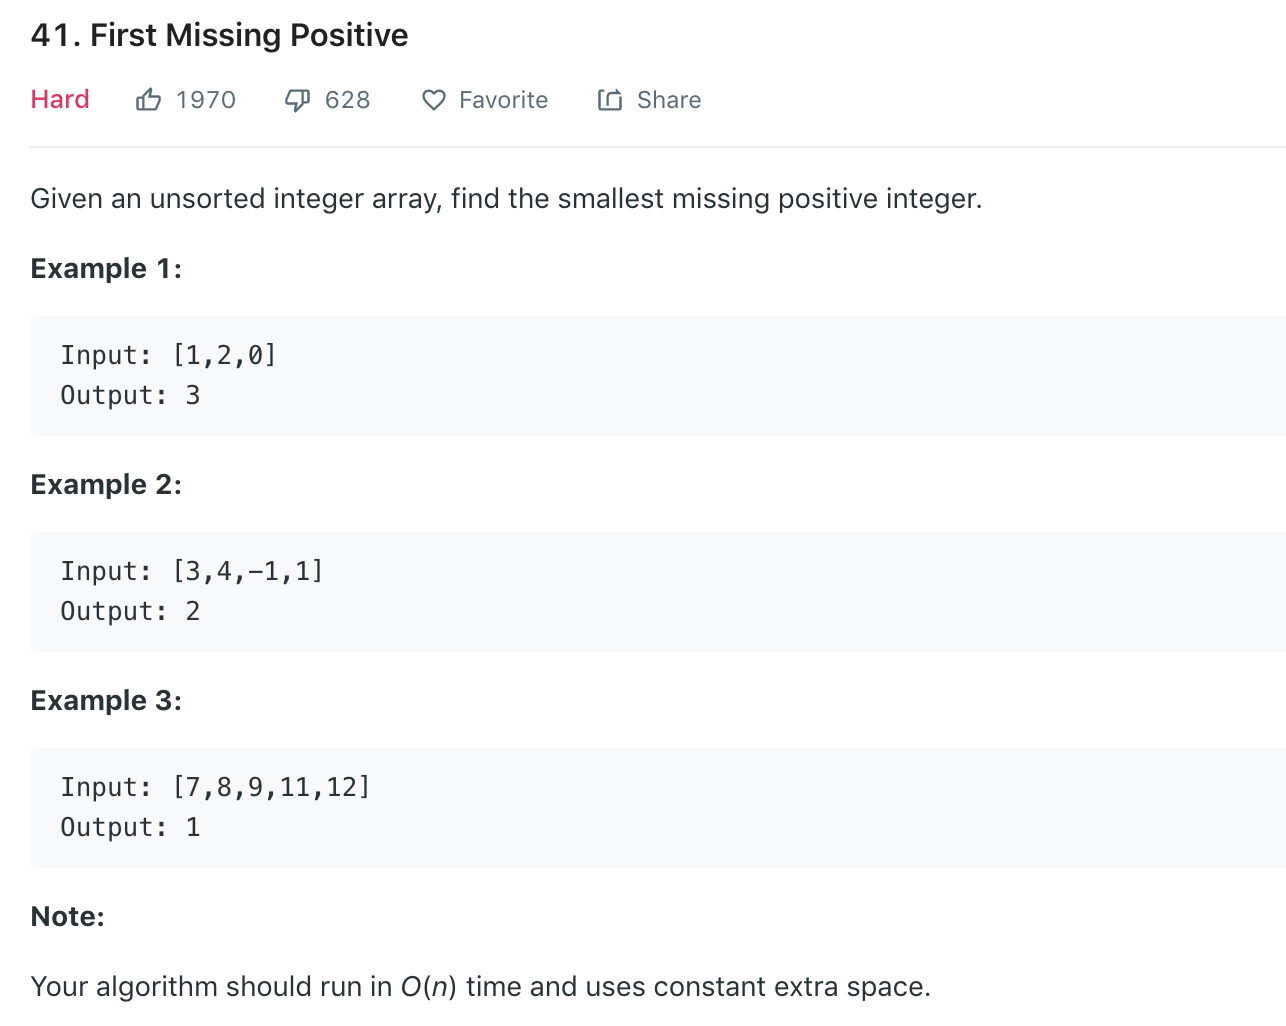 41. First Missing Positive
Hard 1970 628 Favorite Share
Given an unsorted integer array, find the smallest missing positive integer.
Example 1:
Input: [1,2,0]
Output: 3
Example 2:
Input: [3,4,−1,1]
Output: 2
Example 3:
Input: [7,8,9,11,12]
Output: 1
Note:
Your algorithm should run in O(n) time and uses constant extra space.